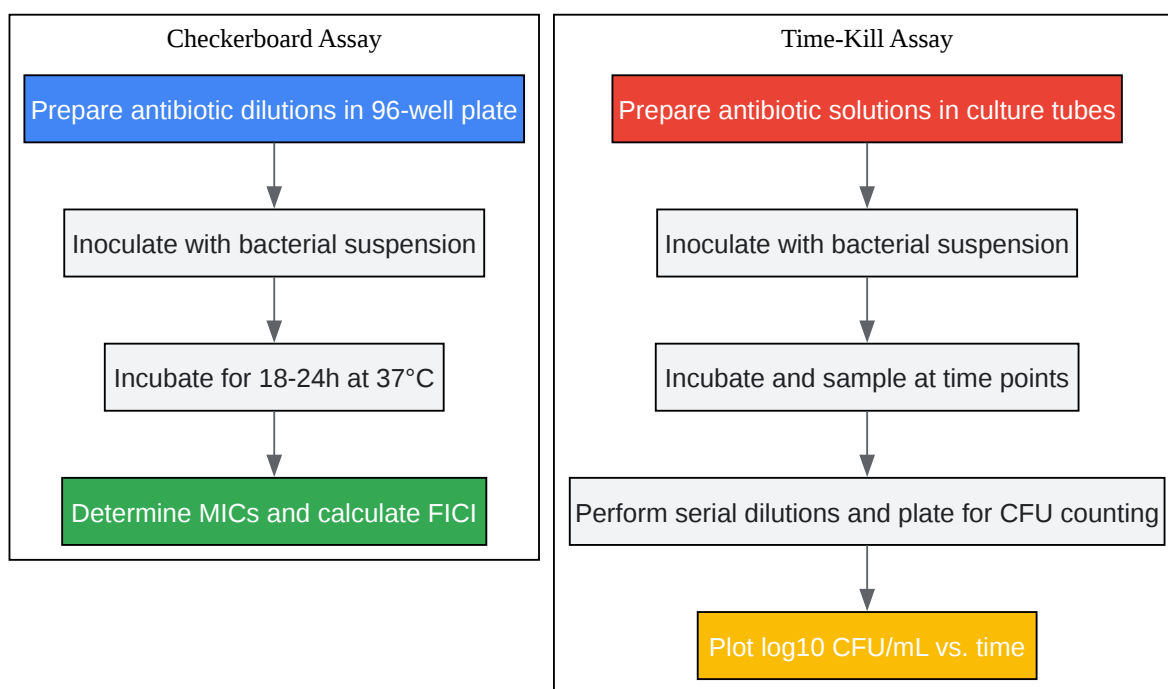 Checkerboard Assay
Prepare antibiotic dilutions in 96-well plate
Inoculate with bacterial suspension
Incubate for 18-24h at 37°C
Determine MICs and calculate FICI
Time-Kill Assay
Prepare antibiotic solutions in culture tubes
Inoculate with bacterial suspension
Incubate and sample at time points
Perform serial dilutions and plate for CFU counting
Plot log10 CFU/mL vs. time